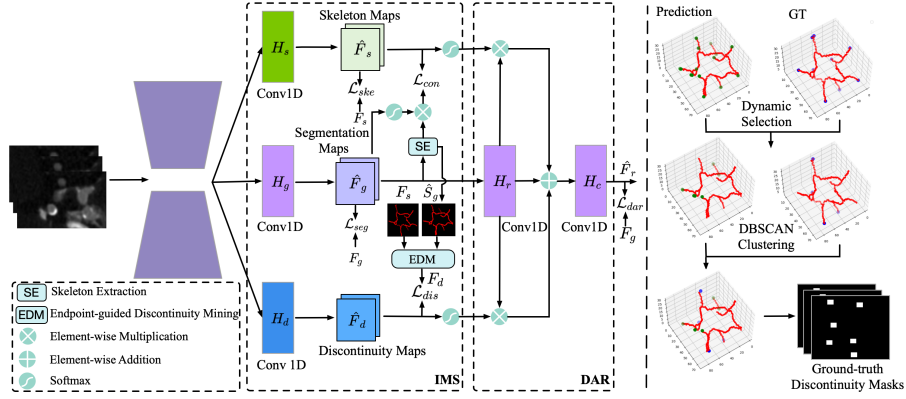 Skeleton Maps
H_s
F̂_s
Conv1D
L_ske
F_s
L_con
Segmentation Maps
SE
H_g
F̂_g
Conv1D
L_seg
F_g
F_s
Ŝ_g
EDM
F_d
L_dis
H_d
F̂_d
Conv 1D
Discontinuity Maps
IMS
H_r
Conv1D
H_c
Conv1D
F̂_r
L_dar
F_g
DAR
SE
Skeleton Extraction
EDM
Endpoint-guided Discontinuity Mining
Element-wise Multiplication
Element-wise Addition
Softmax
Prediction
GT
Dynamic
Selection
DBSCAN
Clustering
Ground-truth
Discontinuity Masks